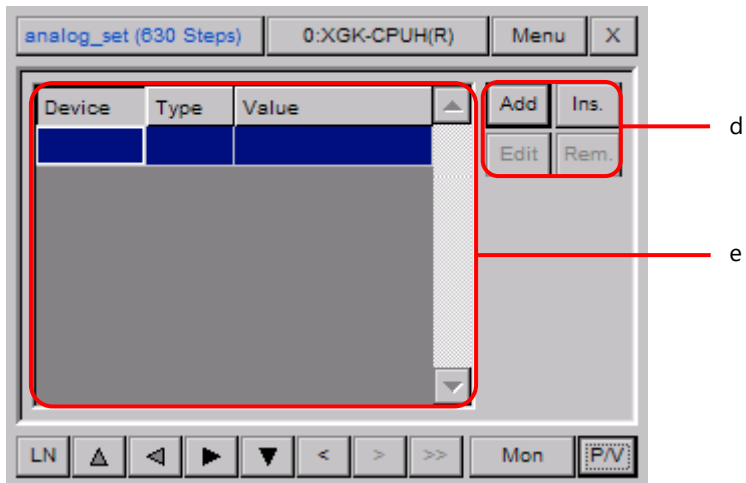 analog_set (630 Steps) 0:XGK-CPUH(R) Menu X
Device Type Value Add Ins. d
Edit Rem.
e
LN < > >> Mon P/V